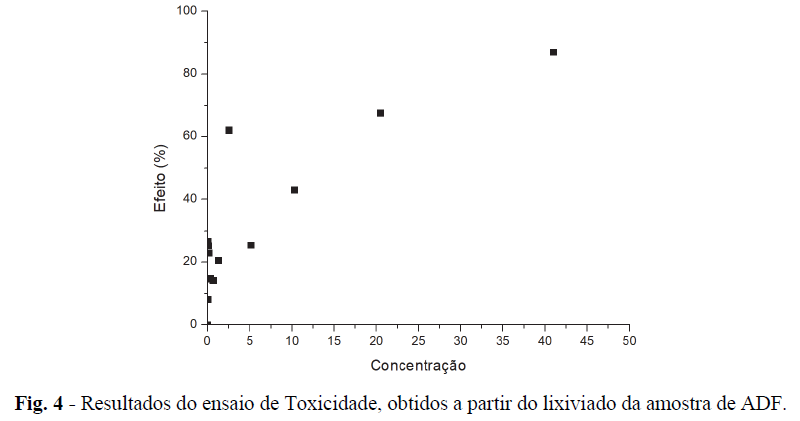 100
80
60
40
20
0
Efeito (%)
0 5 10 15 20 25 30 35 40 45 50
Concentração
Fig. 4 - Resultados do ensaio de Toxicidade, obtidos a partir do lixiviado da amostra de ADF.